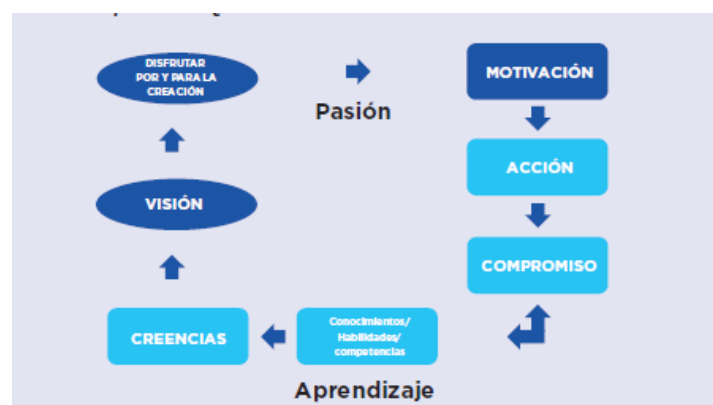 DISFRUTAR
POR Y PARA LA
CREACIÓN
Pasión
MOTIVACIÓN
ACCIÓN
COMPROMISO
VISIÓN
CREENCIAS
Conocimientos/
Habilidades/
competencias
Aprendizaje